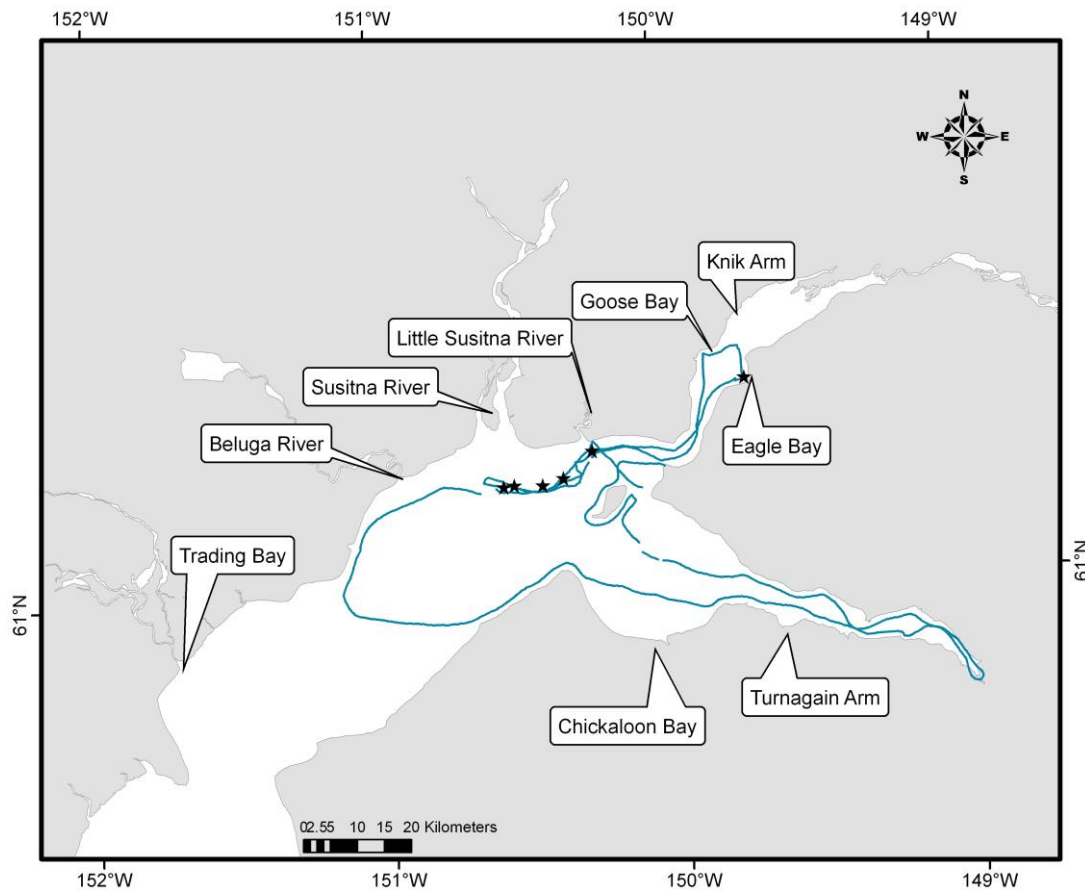 152°W 151°W 150°W 149°W
N
W E
S
Knik Arm
Goose Bay
Little Susitna River
Susitna River
Eagle Bay
Beluga River
Trading Bay
61°N
61°N
Turnagain Arm
Chickaloon Bay
02.55 10 15 20 Kilometers
152°W 151°W 150°W 149°W